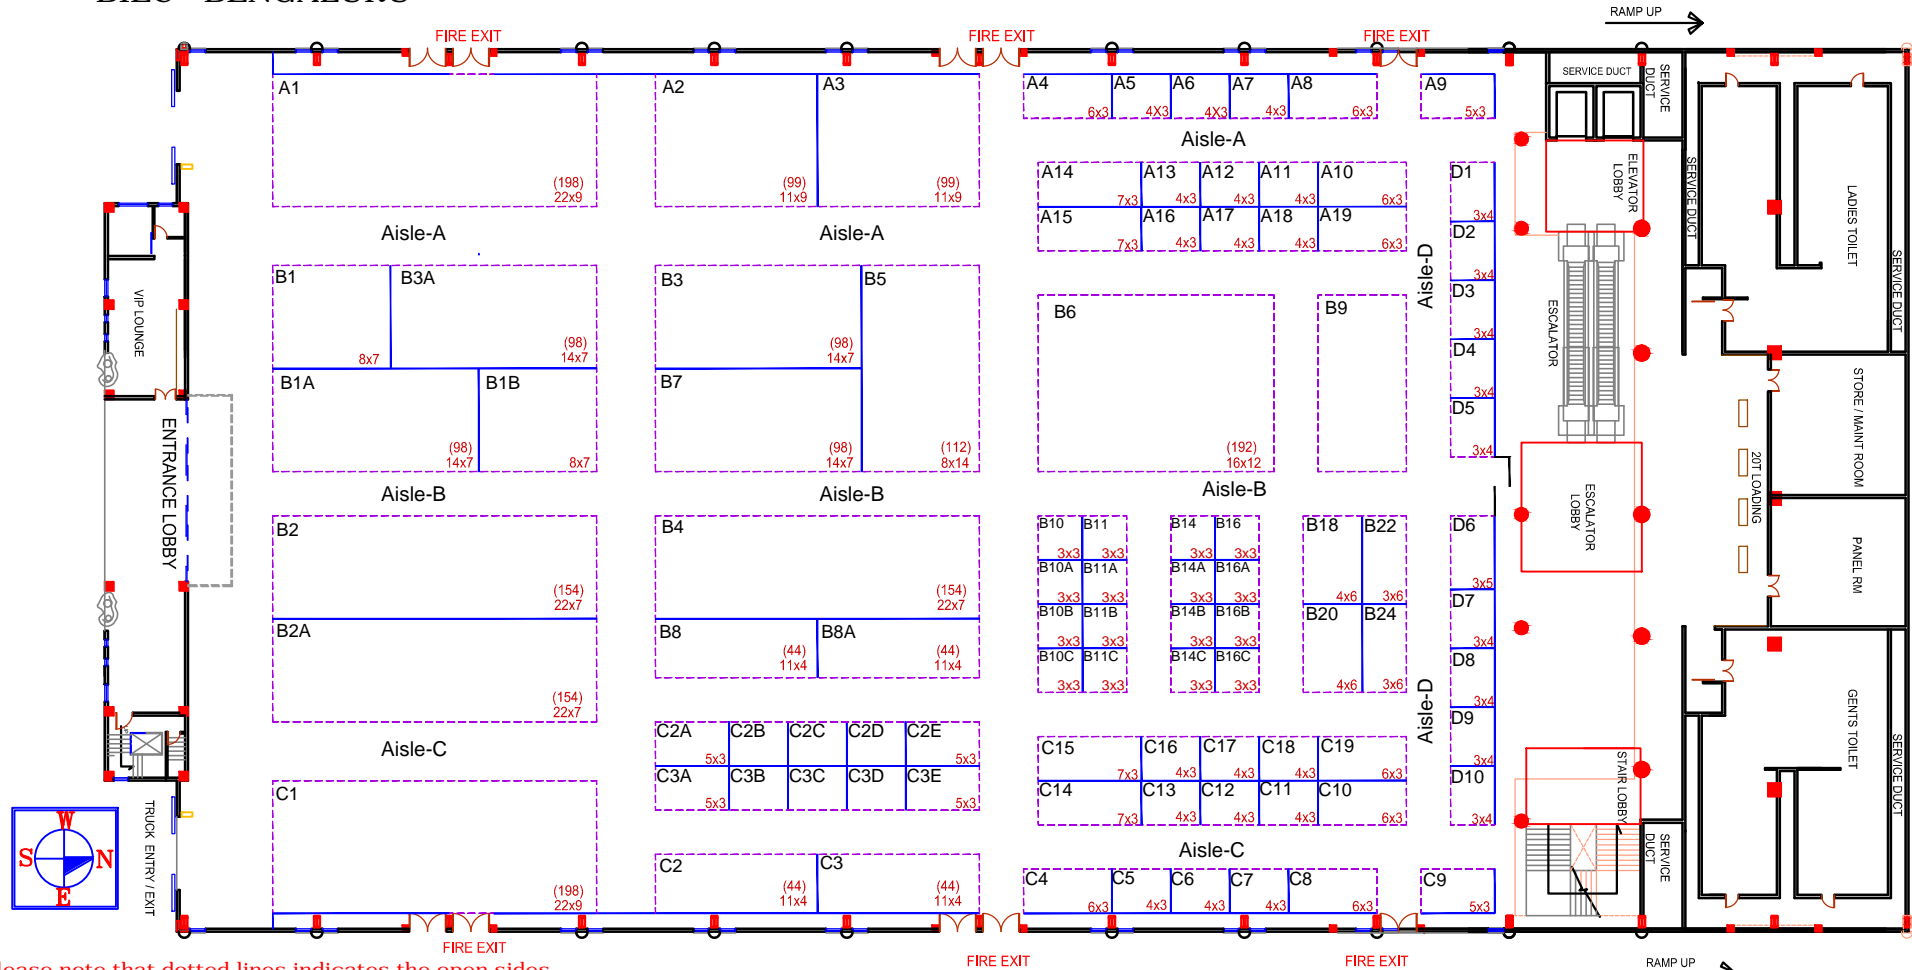 RAMP UP
FIRE EXIT
FIRE EXIT
FIRE EXIT
A1
(198)
22x9
A2
(99)
11x9
A3
(99)
11x9
A4
6x3
A5
4X3
A6
4X3
A7
4x3
A8
6x3
A9
5x3
SERVICE DUCT
SERVICE
DUCT
Aisle-A
A14
7x3
A13
4x3
A12
4x3
A11
4x3
A10
6x3
A15
7x3
A16
4x3
A17
4x3
A18
4x3
A19
6x3
D1
3x4
D2
3x4
D3
3x4
D4
3x4
D5
3x4
ELEVATOR
LOBBY
SERVICE DUCT
LADIES TOILET
SERVICE DUCT
Aisle-A
Aisle-A
Aisle-D
VIP LOUNGE
B1
8x7
B3A
(98)
14x7
B1A
(98)
14x7
B1B
8x7
B3
(98)
14x7
B5
(112)
8x14
B7
(98)
14x7
B6
(192)
16x12
B9
ESCALATOR
STORE / MAINT ROOM
20T LOADING
ENTRANCE LOBBY
Aisle-B
Aisle-B
Aisle-B
ESCALATOR
LOBBY
PANEL RM
B2
(154)
22x7
B2A
(154)
22x7
B4
(154)
22x7
B8
(44)
11x4
B8A
(44)
11x4
B10
3x3
B11
3x3
B14
3x3
B16
3x3
B10A
3x3
B11A
3x3
B14A
3x3
B16A
3x3
B10B
3x3
B11B
3x3
B14B
3x3
B16B
3x3
B10C
3x3
B11C
3x3
B14C
3x3
B16C
3x3
B18
4x6
B22
3x6
B20
4x6
B24
3x6
D6
3x5
D7
3x4
D8
3x4
D9
3x4
D10
3x4
Aisle-D
Aisle-C
C2A
5x3
C2B
C2C
C2D
C2E
5x3
C3A
5x3
C3B
C3C
C3D
C3E
5x3
C15
7x3
C16
4x3
C17
4x3
C18
4x3
C19
6x3
C14
7x3
C13
4x3
C12
4x3
C11
4x3
C10
6x3
STAIR LOBBY
GENTS TOILET
SERVICE DUCT
SERVICE
DUCT
C1
(198)
22x9
C2
(44)
11x4
C3
(44)
11x4
Aisle-C
C4
6x3
C5
4x3
C6
4x3
C7
4x3
C8
6x3
C9
5x3
W
S
N
E
TRUCK ENTRY / EXIT
FIRE EXIT
FIRE EXIT
FIRE EXIT
RAMP UP
note that dotted lines indicates the open sides